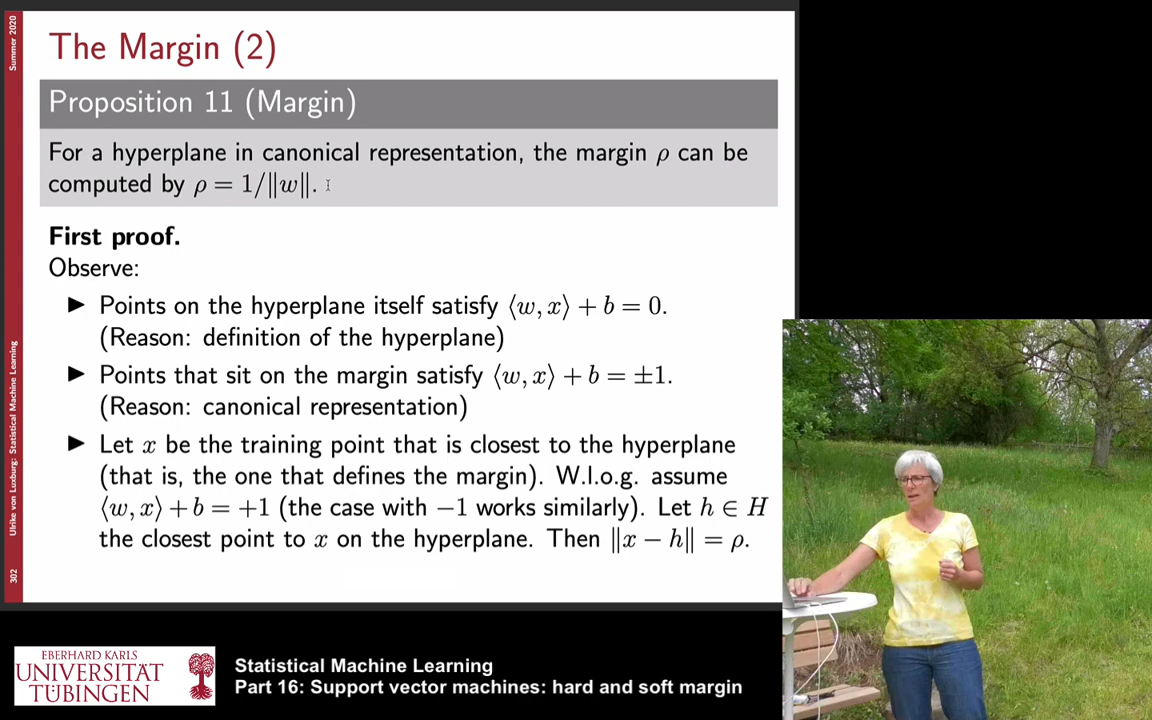 Summer 2020
Ulrike von Luxburg: Statistical Machine Learning
302
The Margin (2)
Proposition 11 (Margin)
For a hyperplane in canonical representation, the margin ρ can be
computed by ρ = 1/‖w‖.
First proof.
Observe:
▶ Points on the hyperplane itself satisfy ⟨w, x⟩ + b = 0.
(Reason: definition of the hyperplane)
▶ Points that sit on the margin satisfy ⟨w, x⟩ + b = ±1.
(Reason: canonical representation)
▶ Let x be the training point that is closest to the hyperplane
(that is, the one that defines the margin). W.l.o.g. assume
⟨w, x⟩ + b = +1 (the case with −1 works similarly). Let h ∈ H
the closest point to x on the hyperplane. Then ‖x − h‖ = ρ.
EBERHARD KARLS
UNIVERSITÄT
TÜBINGEN
Statistical Machine Learning
Part 16: Support vector machines: hard and soft margin